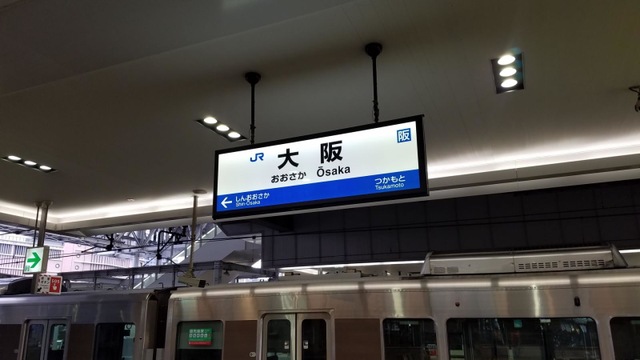 JR 大阪 阪
おおさか Ōsaka
しんおおさか つかもと
Shin-Ōsaka Tsukamoto